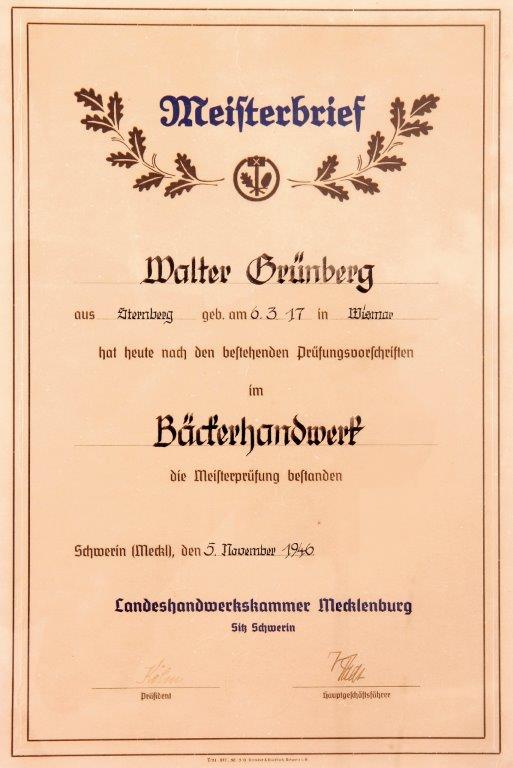 Meisterbrief
Walter Grünberg
aus Sternberg geb. am 6. 3. 17 in Wismar
hat heute nach den bestehenden Prüfungsvorschriften
im
Bäckerhandwerk
die Meisterprüfung bestanden
Schwerin (Meckl), den 5. November 1946
Landeshandwerkskammer Mecklenburg
Sitz Schwerin
Präsident
Hauptgeschäftsführer